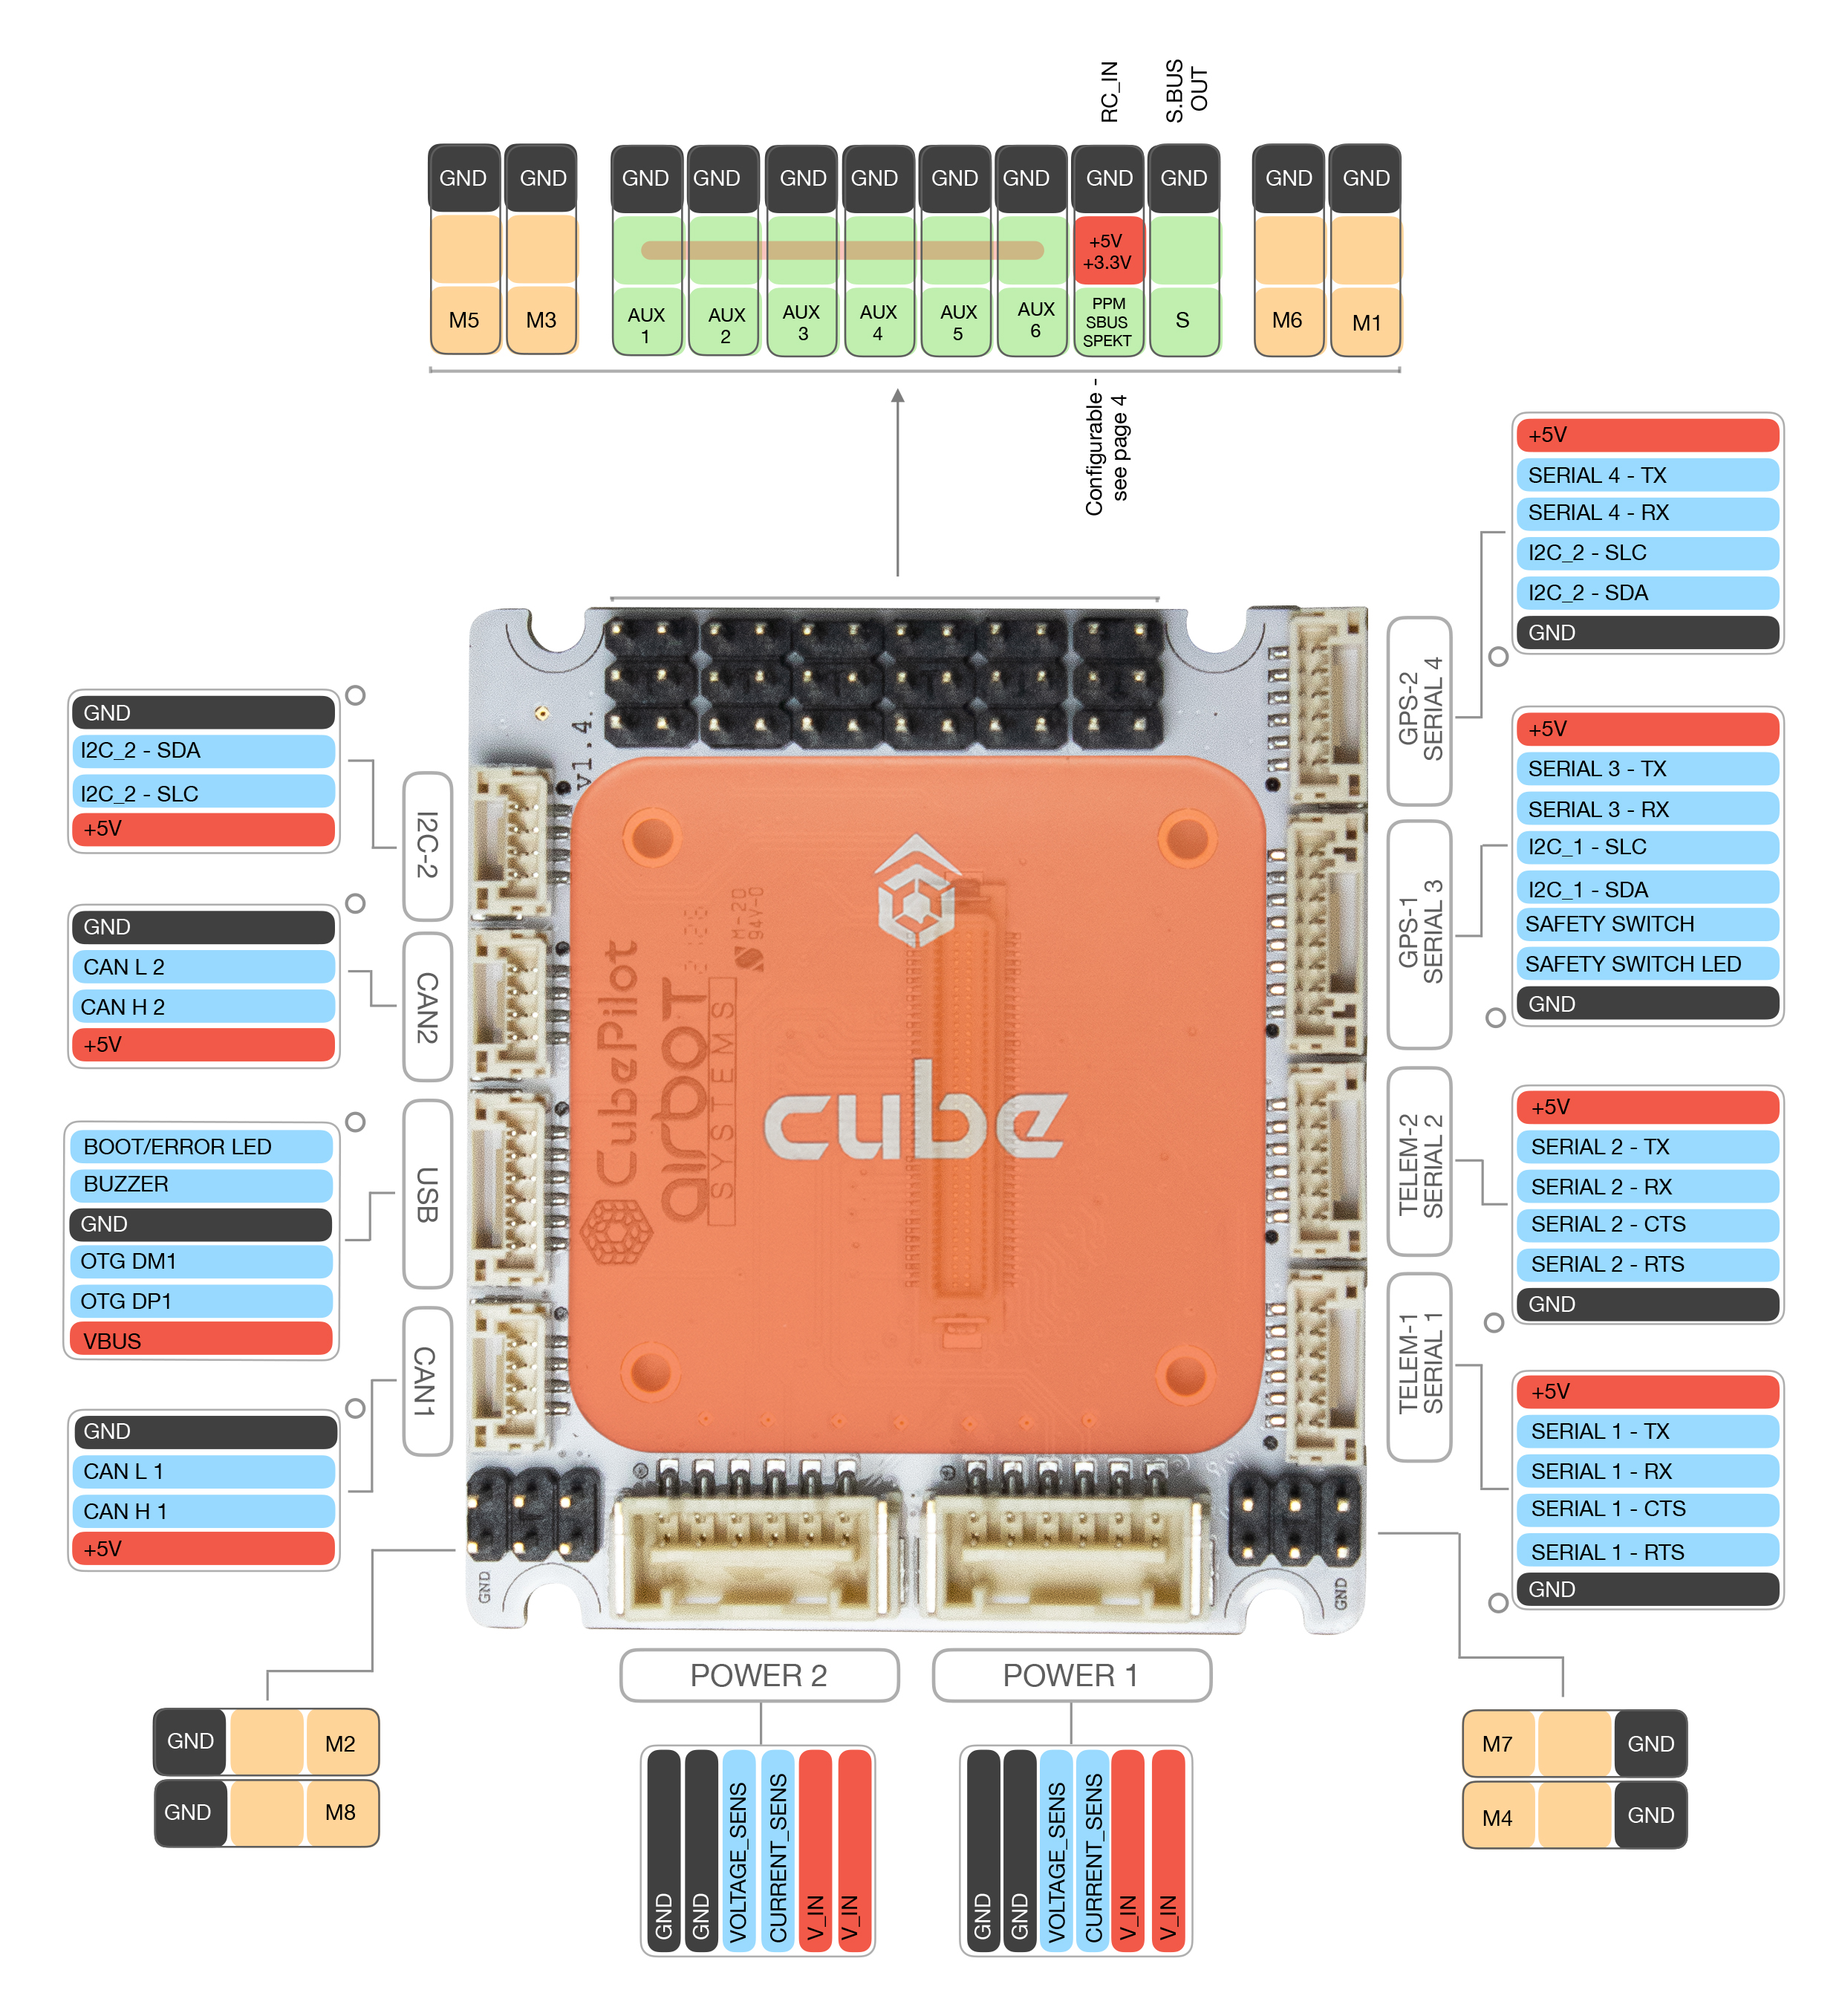 RC_IN
S.BUS
OUT
GND
GND
GND
GND
GND
GND
GND
GND
GND
GND
GND
GND
+5V
+3.3V
M5
M3
AUX
1
AUX
2
AUX
3
AUX
4
AUX
5
AUX
6
PPM
SBUS
SPEKT
S
M6
M1
Configurable -
see page 4
+5V
SERIAL 4 - TX
SERIAL 4 - RX
I2C_2 - SLC
I2C_2 - SDA
GND
GPS-2
SERIAL 4
+5V
SERIAL 3 - TX
SERIAL 3 - RX
I2C_1 - SLC
I2C_1 - SDA
SAFETY SWITCH
SAFETY SWITCH LED
GND
GPS-1
SERIAL 3
+5V
SERIAL 2 - TX
SERIAL 2 - RX
SERIAL 2 - CTS
SERIAL 2 - RTS
GND
TELEM-2
SERIAL 2
+5V
SERIAL 1 - TX
SERIAL 1 - RX
SERIAL 1 - CTS
SERIAL 1 - RTS
GND
TELEM-1
SERIAL 1
GND
I2C_2 - SDA
I2C_2 - SLC
+5V
I2C-2
GND
CAN L 2
CAN H 2
+5V
CAN2
BOOT/ERROR LED
BUZZER
GND
OTG DM1
OTG DP1
VBUS
USB
GND
CAN L 1
CAN H 1
+5V
CAN1
v1.4.
CubePilot
airbot
SYSTEMS
M-20
94V-0
cube
GND
GND
POWER 2
POWER 1
GND
M2
GND
M8
GND
GND
VOLTAGE_SENS
CURRENT_SENS
V_IN
V_IN
GND
GND
VOLTAGE_SENS
CURRENT_SENS
V_IN
V_IN
M7
GND
M4
GND